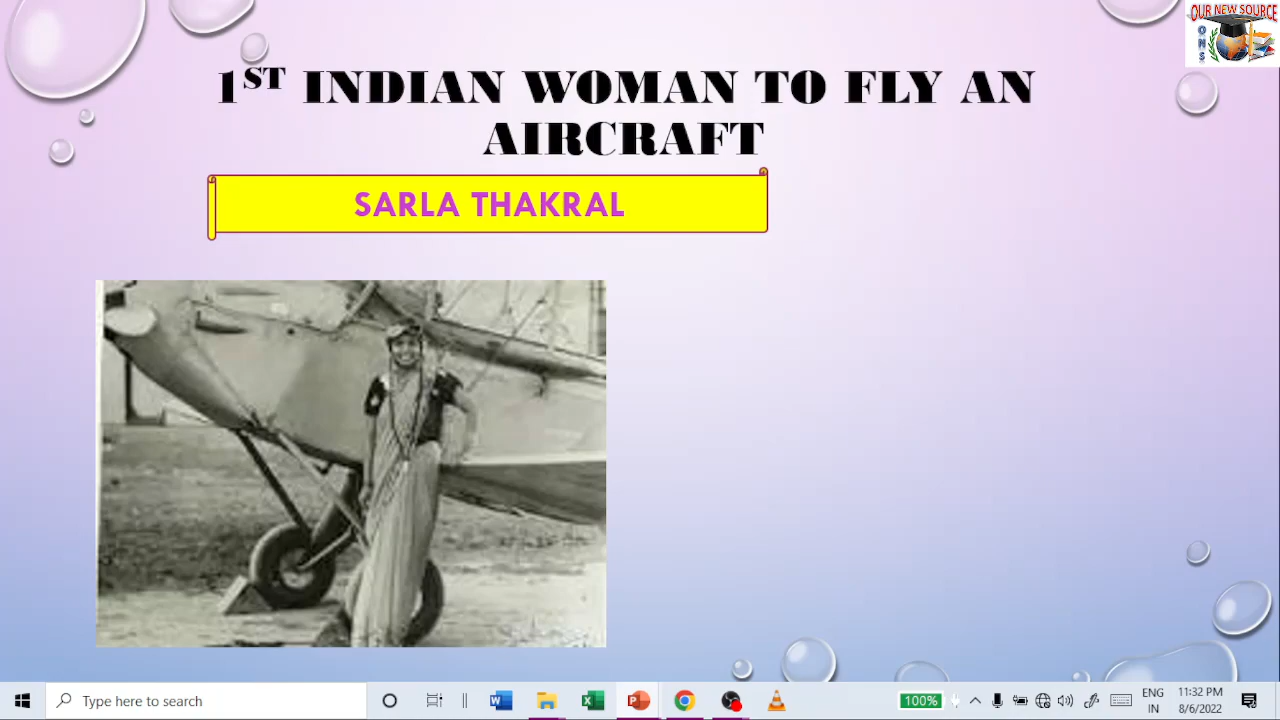 OUR NEW SOURCE
ONS
1ST INDIAN WOMAN TO FLY AN
AIRCRAFT
SARLA THAKRAL
Type here to search
100%
ENG
IN
11:32 PM
8/6/2022